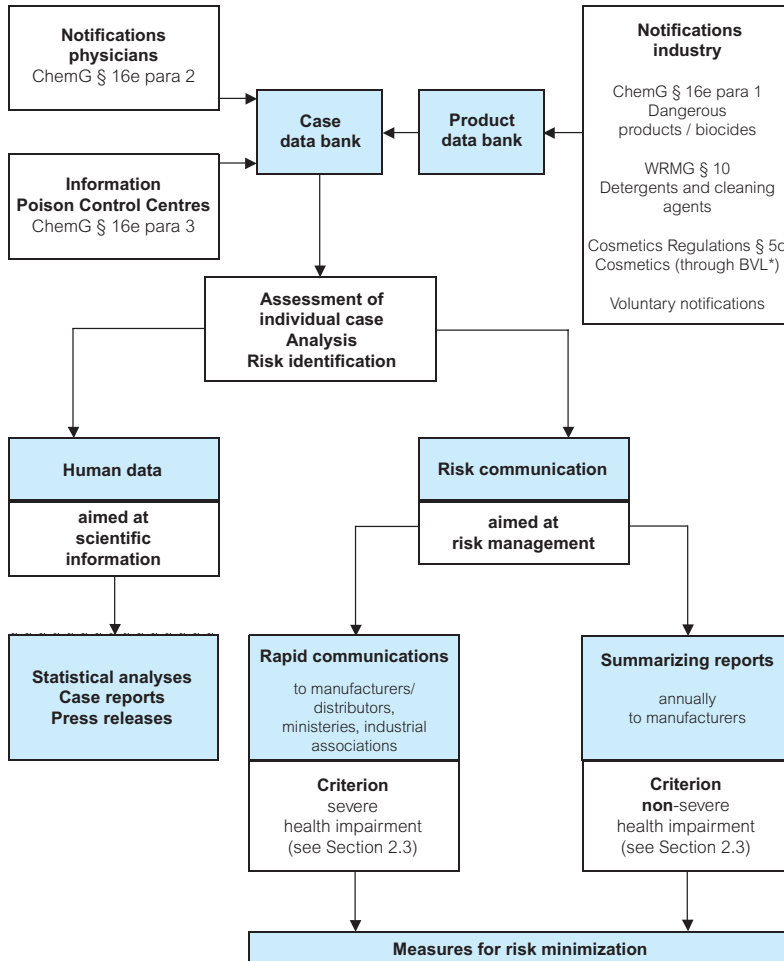 Notifications
physicians
ChemG § 16e para 2
Information
Poison Control Centres
ChemG § 16e para 3
Case
data bank
Product
data bank
Notifications
industry
ChemG § 16e para 1
Dangerous
products / biocides
WRMG § 10
Detergents and cleaning
agents
Cosmetics Regulations § 5d
Cosmetics (through BVL*)
Voluntary notifications
Assessment of
individual case
Analysis
Risk identification
Human data
aimed at
scientific
information
Statistical analyses
Case reports
Press releases
Risk communication
aimed at
risk management
Rapid communications
to manufacturers/
distributors,
ministeries, industrial
associations
Criterion
severe
health impairment
(see Section 2.3)
Summarizing reports
annually
to manufacturers
Criterion
non-severe
health impairment
(see Section 2.3)
Measures for risk minimization